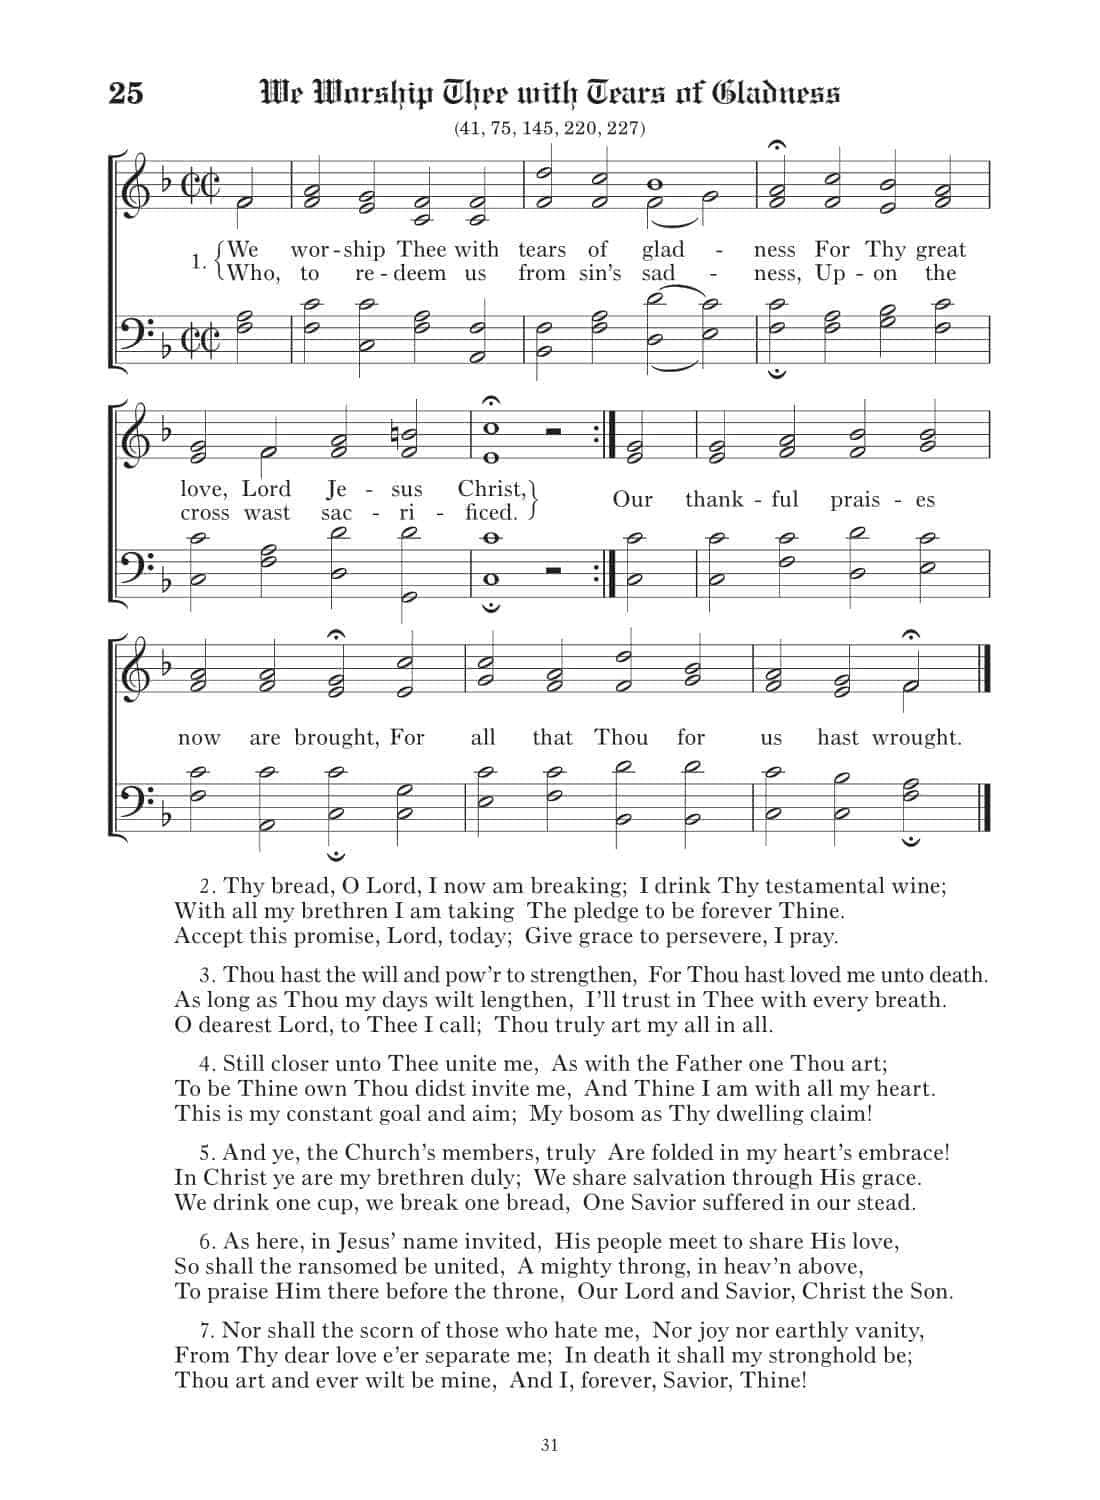 25 We Worship Thee with Tears of Gladness
(41, 75, 145, 220, 227)
1. {We wor-ship Thee with tears of glad - ness For Thy great
{Who, to re-deem us from sin's sad - ness, Up - on the
love, Lord Je - sus Christ,}
cross wast sac - ri - ficed.}
Our thank - ful prais - es
now are brought, For all that Thou for us hast wrought.
2. Thy bread, O Lord, I now am breaking; I drink Thy testamental wine;
With all my brethren I am taking The pledge to be forever Thine.
Accept this promise, Lord, today; Give grace to persevere, I pray.
3. Thou hast the will and pow'r to strengthen, For Thou hast loved me unto death.
As long as Thou my days wilt lengthen, I'll trust in Thee with every breath.
O dearest Lord, to Thee I call; Thou truly art my all in all.
4. Still closer unto Thee unite me, As with the Father one Thou art;
To be Thine own Thou didst invite me, And Thine I am with all my heart.
This is my constant goal and aim; My bosom as Thy dwelling claim!
5. And ye, the Church's members, truly Are folded in my heart's embrace!
In Christ ye are my brethren duly; We share salvation through His grace.
We drink one cup, we break one bread, One Savior suffered in our stead.
6. As here, in Jesus' name invited, His people meet to share His love,
So shall the ransomed be united, A mighty throng, in heav'n above,
To praise Him there before the throne, Our Lord and Savior, Christ the Son.
7. Nor shall the scorn of those who hate me, Nor joy nor earthly vanity,
From Thy dear love e'er separate me; In death it shall my stronghold be;
Thou art and ever wilt be mine, And I, forever, Savior, Thine!
31